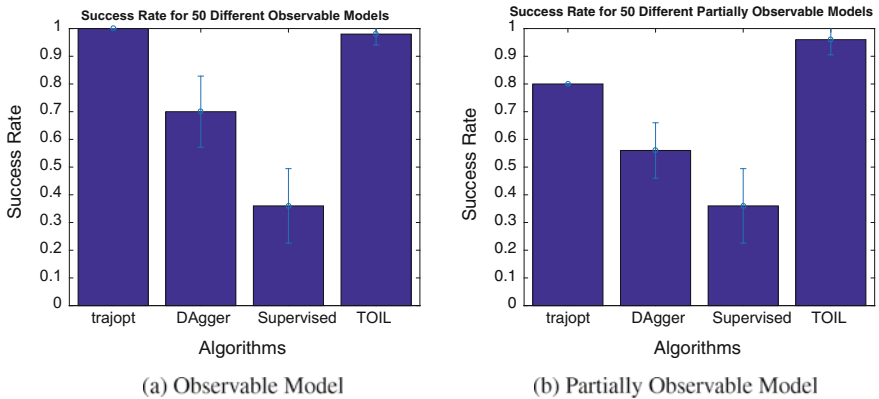 Success Rate for 50 Different Observable Models
1
0.9
0.8
0.7
0.6
0.5
0.4
0.3
0.2
0.1
0
Success Rate
trajopt DAgger Supervised TOIL
Algorithms
(a) Observable Model
Success Rate for 50 Different Partially Observable Models
1
0.9
0.8
0.7
0.6
0.5
0.4
0.3
0.2
0.1
0
Success Rate
trajopt DAgger Supervised TOIL
Algorithms
(b) Partially Observable Model